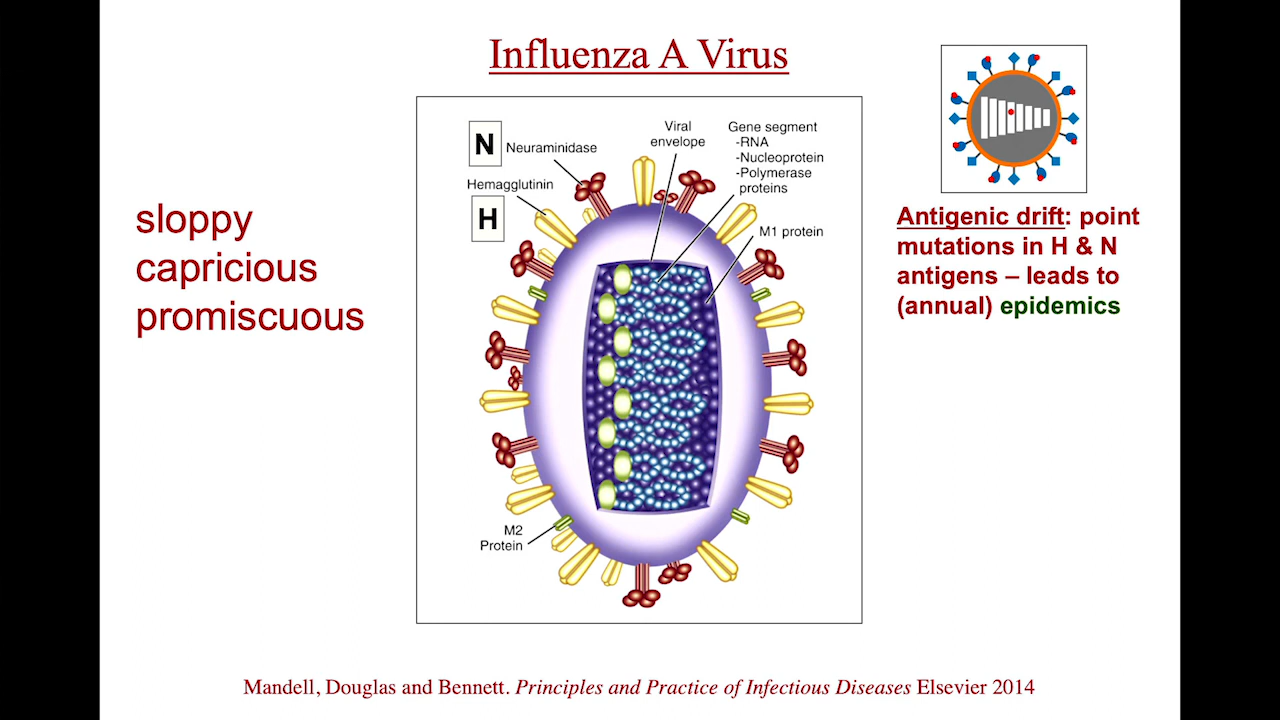 Influenza A Virus
sloppy
capricious
promiscuous
N
Neuraminidase
Hemagglutinin
H
Viral
envelope
Gene segment
-RNA
-Nucleoprotein
-Polymerase
proteins
M1 protein
M2
Protein
Antigenic drift: point
mutations in H & N
antigens – leads to
(annual) epidemics
Mandell, Douglas and Bennett. Principles and Practice of Infectious Diseases Elsevier 2014